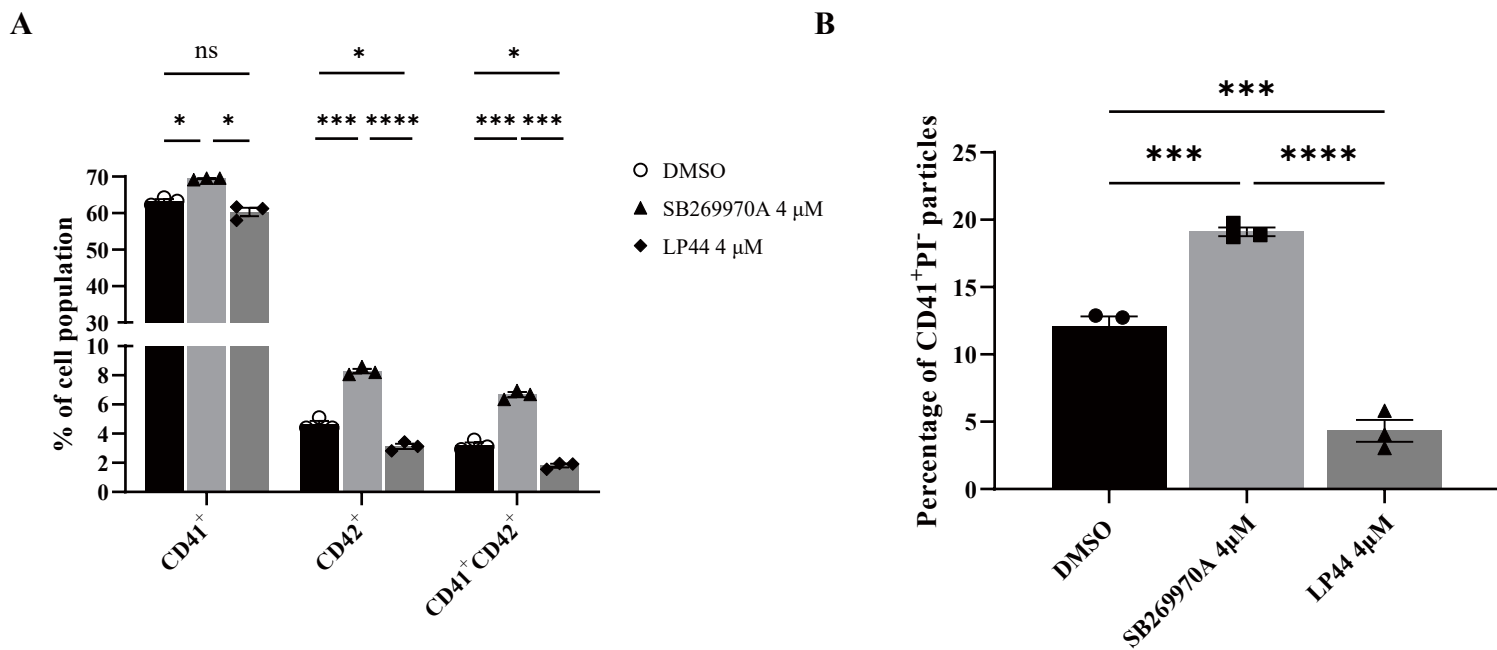 A
B
ns
*
*
*
*
***
****
***
***
% of cell population
70
60
50
40
30
10
8
6
4
2
0
CD41⁺
CD42⁺
CD41⁺CD42⁺
DMSO
SB269970A 4 μM
LP44 4 μM
***
***
****
Percentage of CD41⁺PI⁻ particles
25
20
15
10
5
0
DMSO
SB269970A 4μM
LP44 4μM